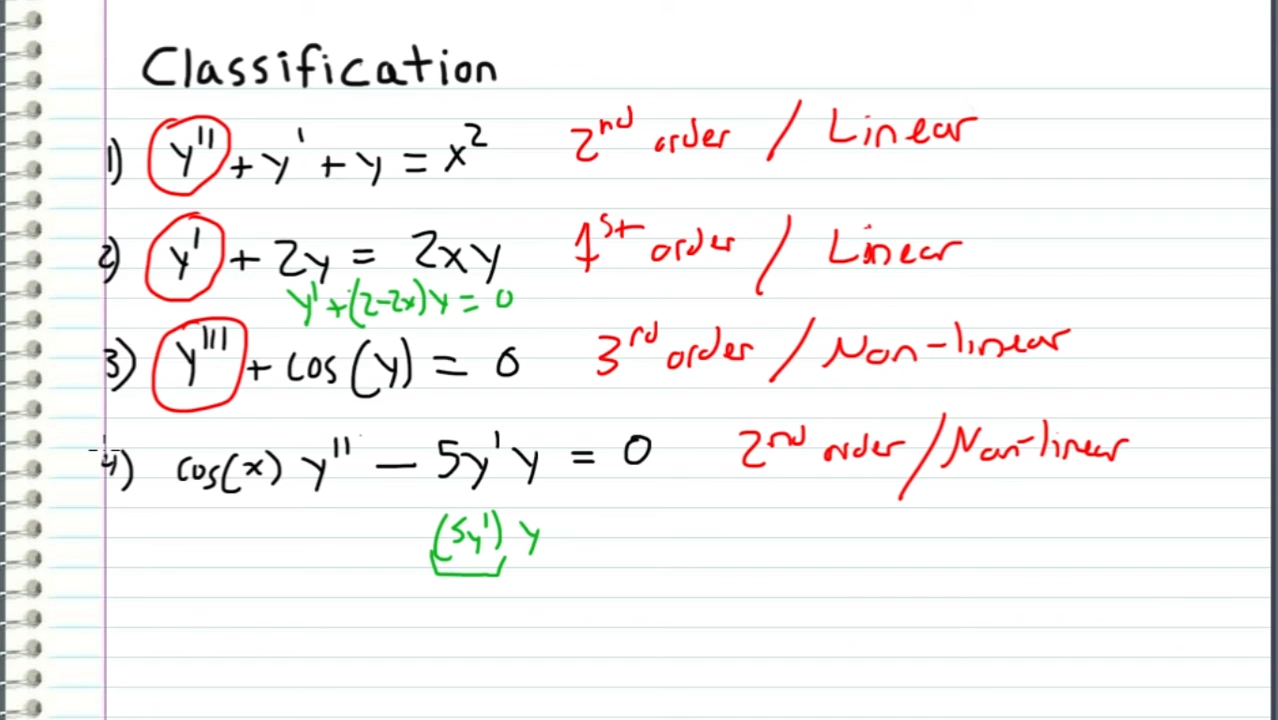 Classification
1) y'' + y' + y = x² 2nd order / Linear
2) y' + 2y = 2xy 1st order / Linear
y' + (2-2x)y = 0
3) y''' + cos(y) = 0 3rd order / Non-linear
4) cos(x) y'' - 5y'y = 0 2nd order / Non-linear
(5y') y